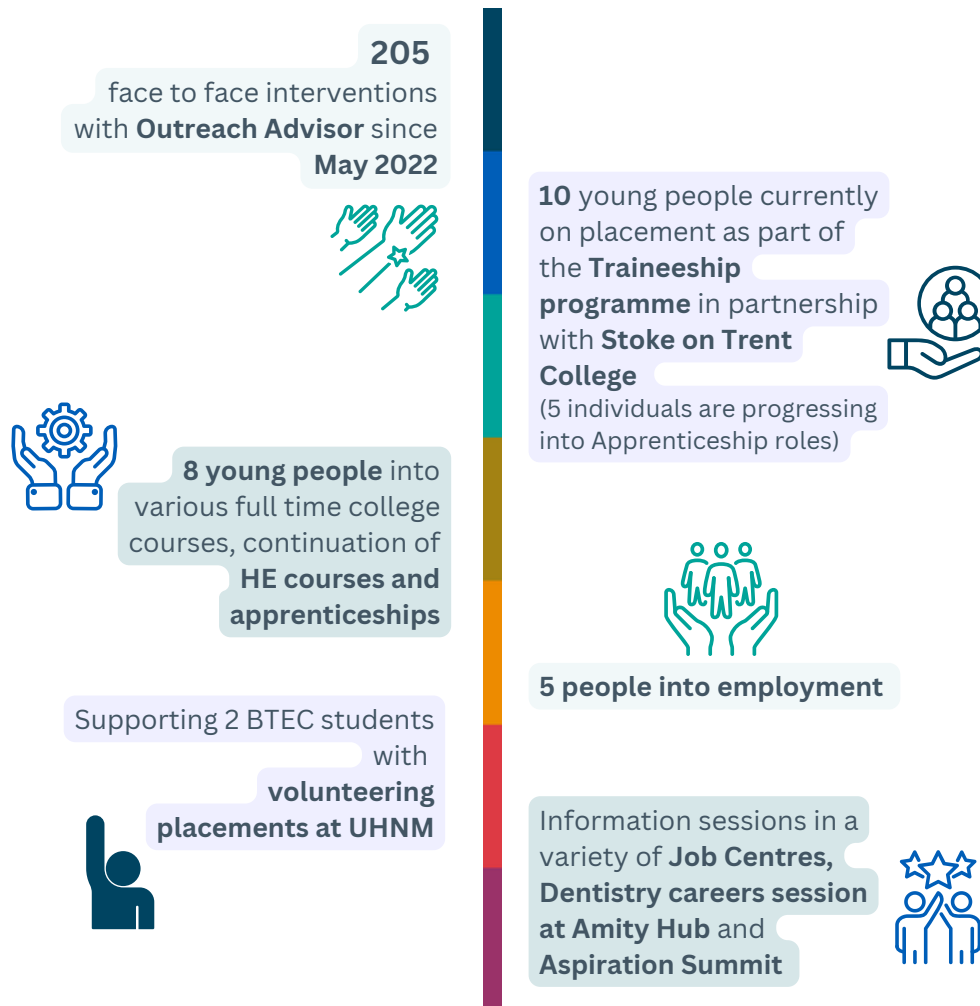 205
face to face interventions
with Outreach Advisor since
May 2022
10 young people currently
on placement as part of
the Traineeship
programme in partnership
with Stoke on Trent
College
(5 individuals are progressing
into Apprenticeship roles)
8 young people into
various full time college
courses, continuation of
HE courses and
apprenticeships
5 people into employment
Supporting 2 BTEC students
with
volunteering
placements at UHNM
Information sessions in a
variety of Job Centres,
Dentistry careers session
at Amity Hub and
Aspiration Summit